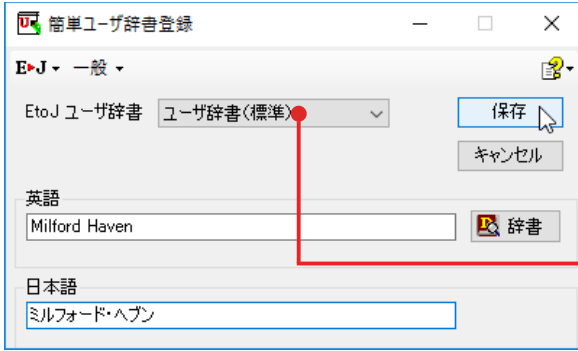 簡単ユーザ辞書登録
E▸J 一般
EtoJ ユーザ辞書 ユーザ辞書(標準) 保存
キャンセル
英語
Milford Haven 辞書
日本語
ミルフォード・ヘブン